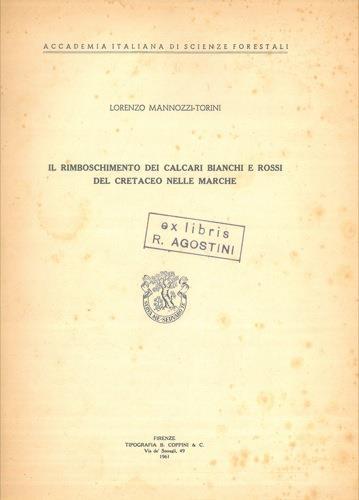 ACCADEMIA ITALIANA DI SCIENZE FORESTALI
LORENZO MANNOZZI-TORINI
IL RIMBOSCHIMENTO DEI CALCARI BIANCHI E ROSSI
DEL CRETACEO NELLE MARCHE
ex libris
R. AGOSTINI
FIRENZE
TIPOGRAFIA B. COPPINI & C.
Via de' Soougli, 49
1961